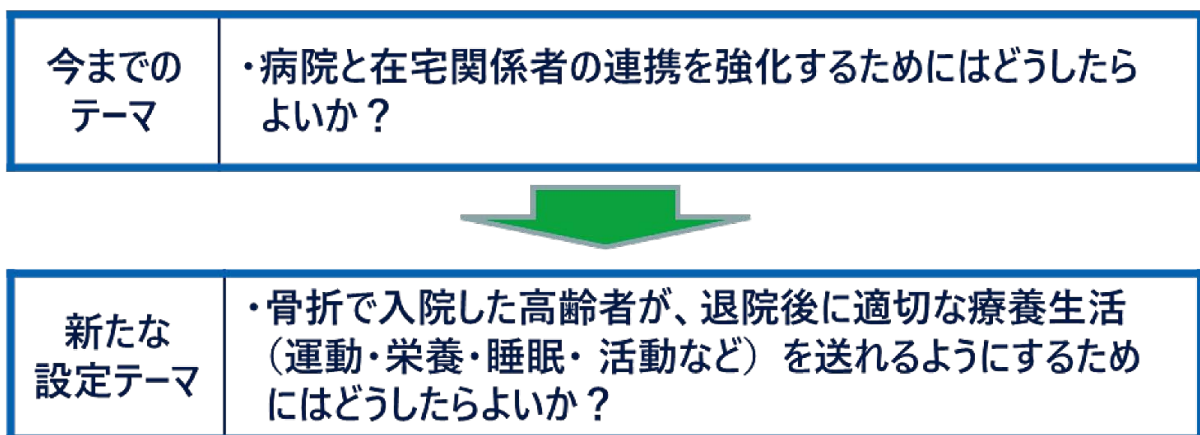 今までの
テーマ
・病院と在宅関係者の連携を強化するためにはどうしたら
よいか？
新たな
設定テーマ
・骨折で入院した高齢者が、退院後に適切な療養生活
（運動・栄養・睡眠・ 活動など）を送れるようにするため
にはどうしたらよいか？